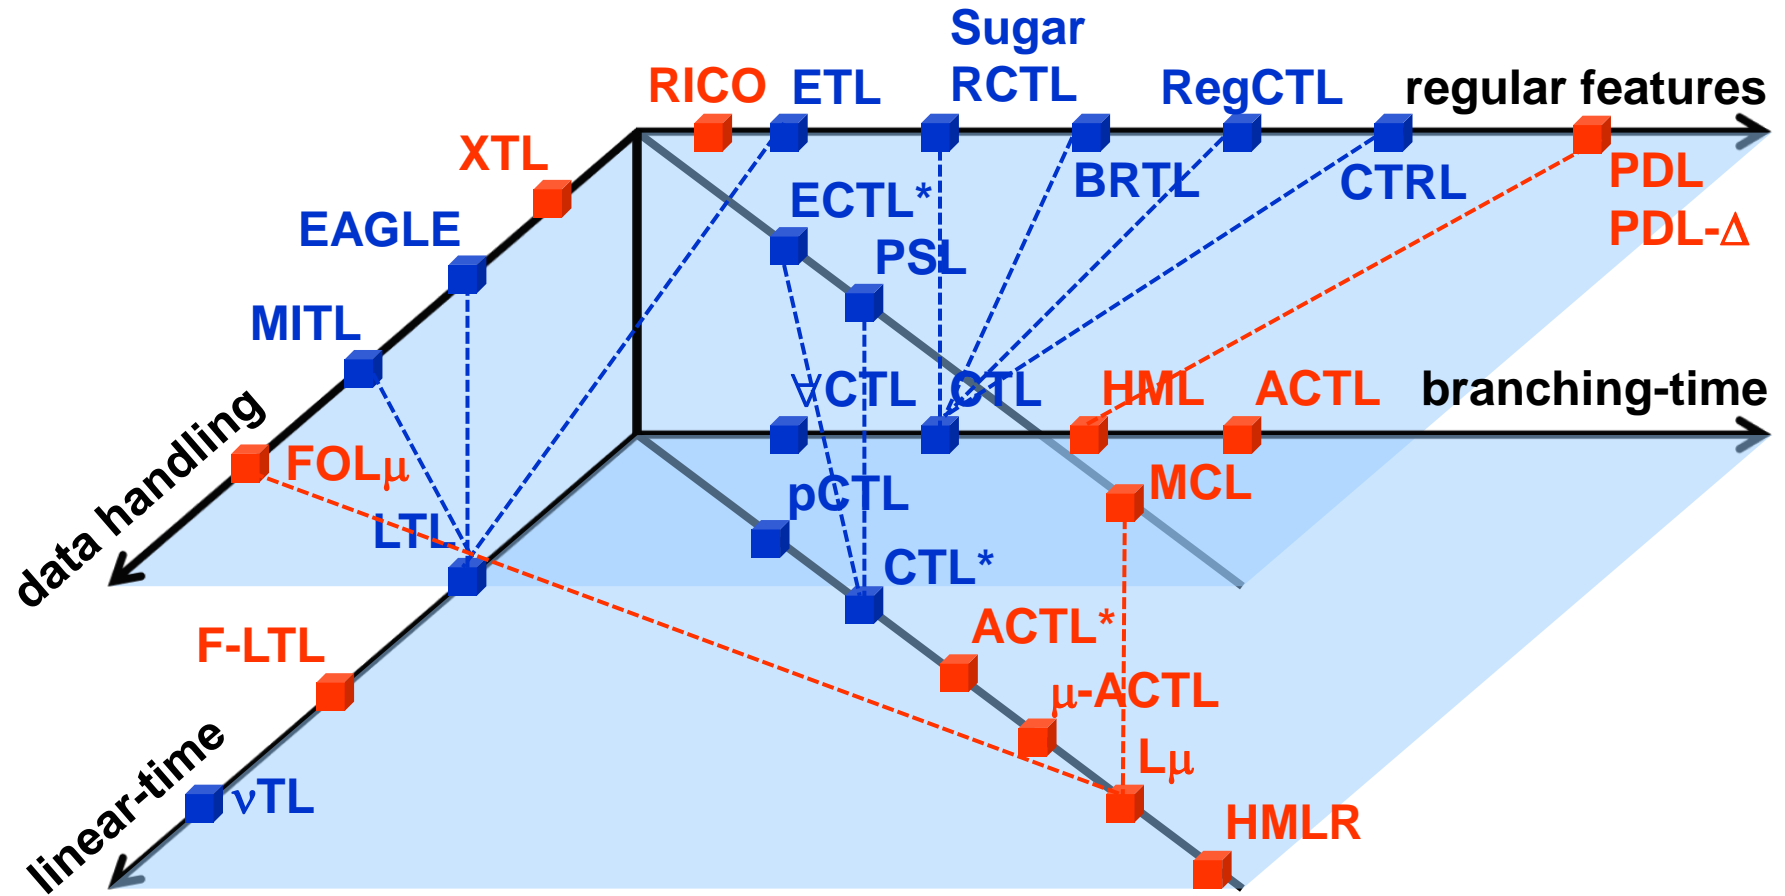 Sugar
RICO
ETL
RCTL
RegCTL
regular features
XTL
BRTL
CTRL
PDL
PDL-Δ
ECTL*
EAGLE
PSL
MITL
∀CTL
CTL
HML
ACTL
branching-time
data handling
FOLμ
MCL
pCTL
LTL
CTL*
ACTL*
F-LTL
μ-ACTL
Lμ
linear-time
νTL
HMLR